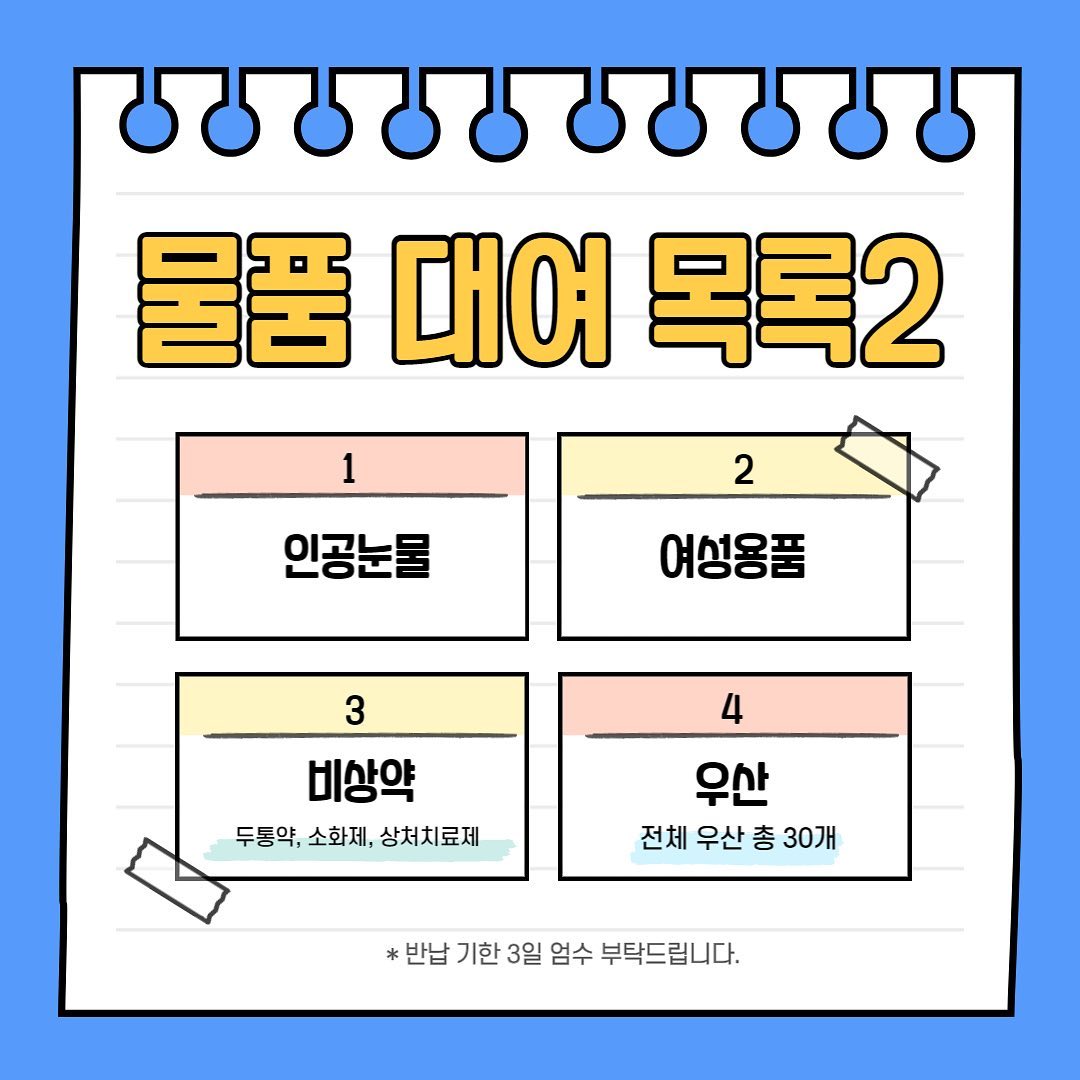 물품 대여 목록2
1
인공눈물
2
여성용품
3
비상약
두통약, 소화제, 상처치료제
4
우산
전체 우산 총 30개
* 반납 기한 3일 엄수 부탁드립니다.